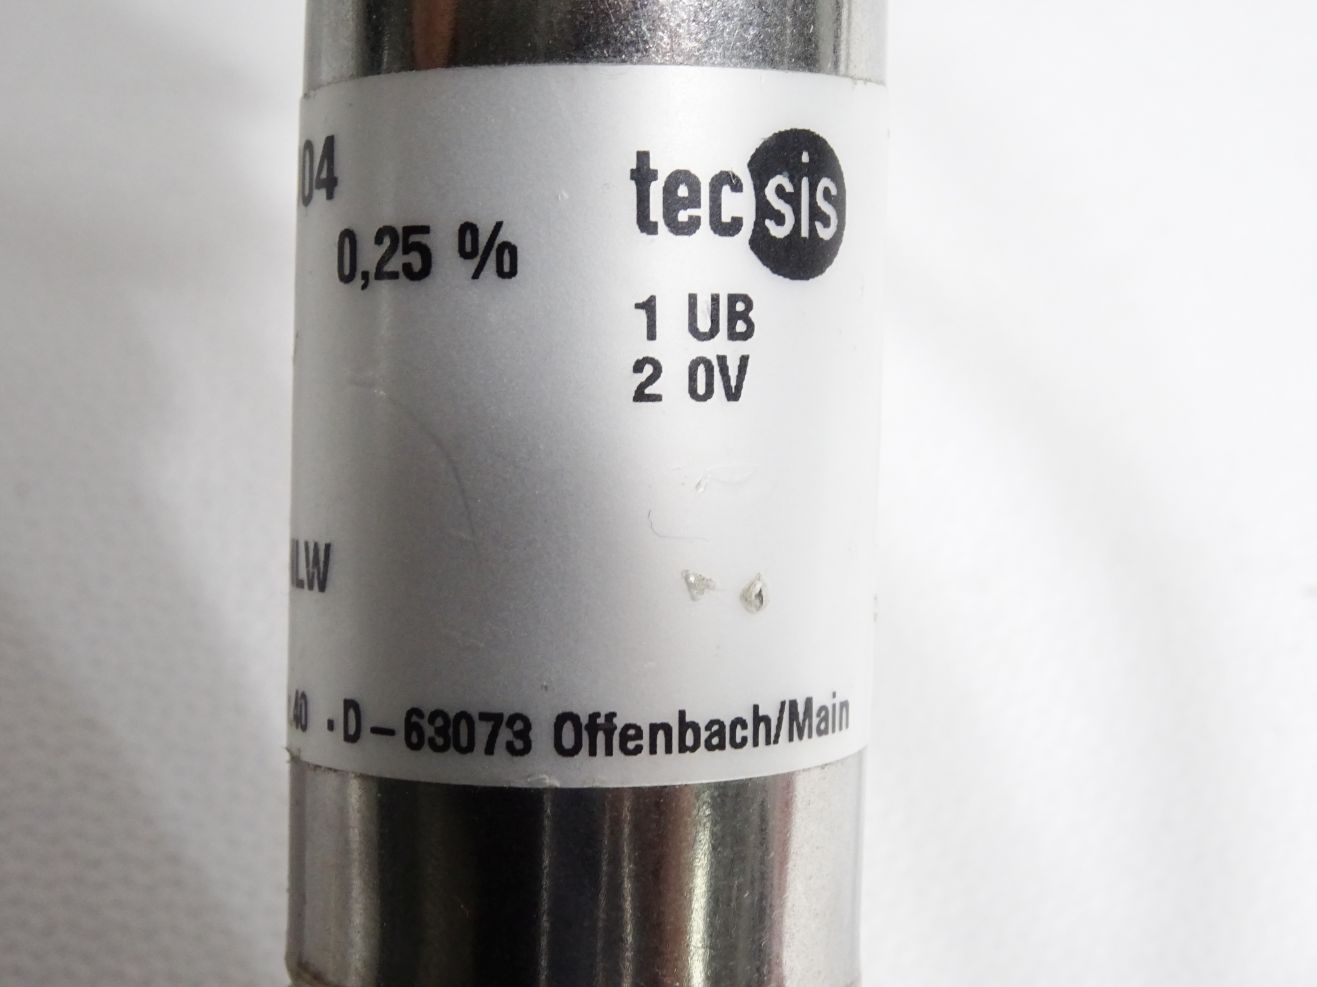 04
tecsis
0,25 %
1 UB
2 0V
LW
40 . D-63073 Offenbach/Main